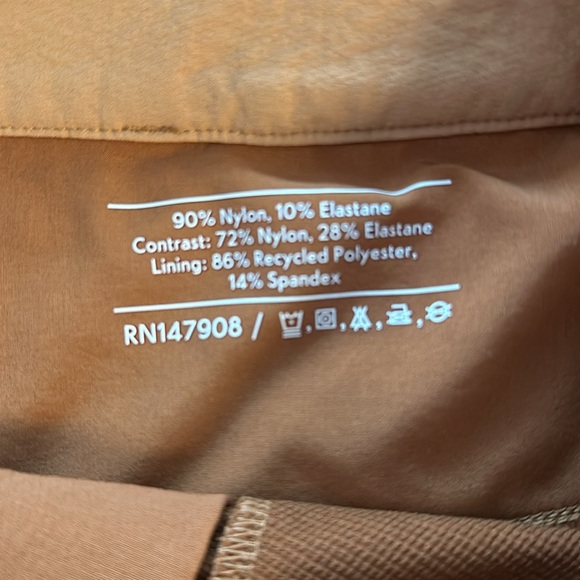 90% Nylon, 10% Elastane
Contrast: 72% Nylon, 28% Elastane
Lining: 86% Recycled Polyester,
14% Spandex
RN147908 /